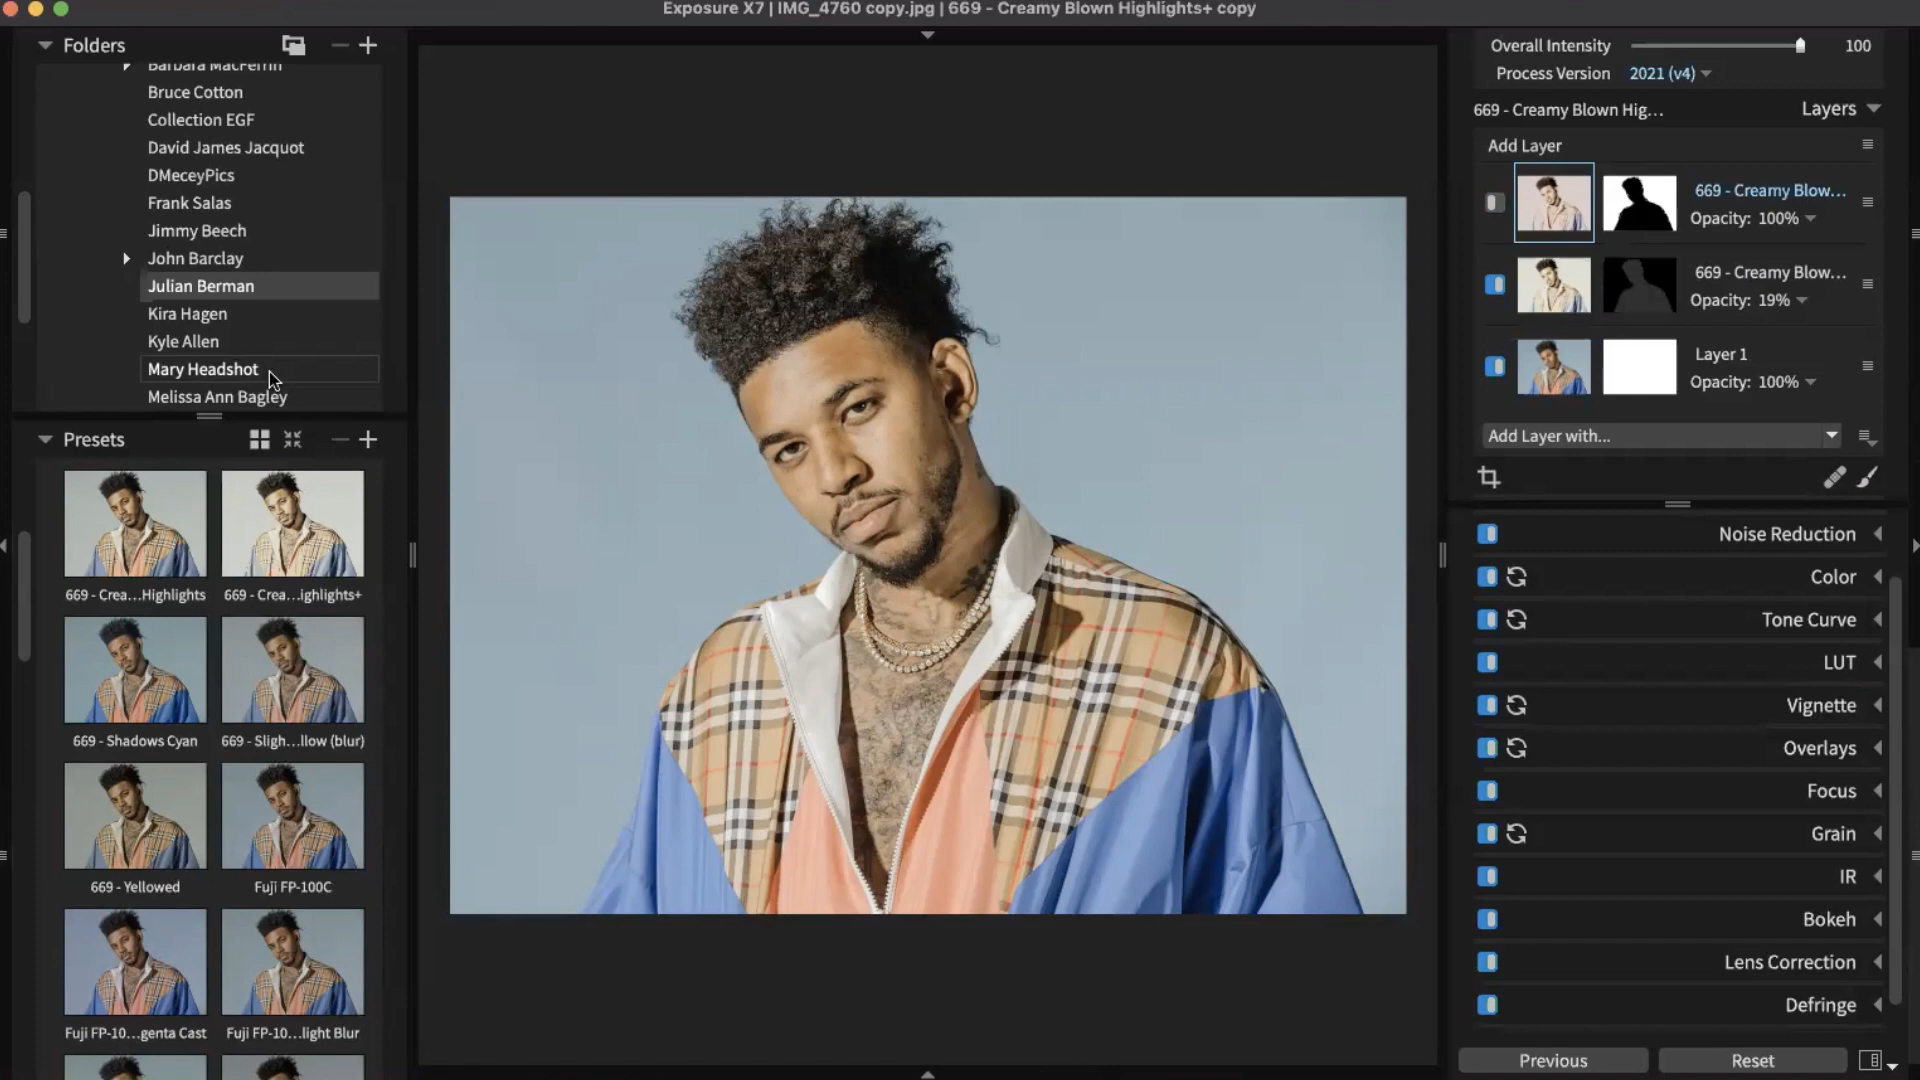 Exposure X7 | IMG_4760 copy.jpg | 669 - Creamy Blown Highlights+ copy
Folders
Barbara MacFerrin
Bruce Cotton
Collection EGF
David James Jacquot
DMeceyPics
Frank Salas
Jimmy Beech
John Barclay
Julian Berman
Kira Hagen
Kyle Allen
Mary Headshot
Melissa Ann Bagley
Presets
669 - Crea...Highlights
669 - Crea...ighlights+
669 - Shadows Cyan
669 - Sligh...llow (blur)
669 - Yellowed
Fuji FP-100C
Fuji FP-10...genta Cast
Fuji FP-10...light Blur
Overall Intensity 100
Process Version 2021 (v4)
669 - Creamy Blown Hig... Layers
Add Layer
669 - Creamy Blow...
Opacity: 100%
669 - Creamy Blow...
Opacity: 19%
Layer 1
Opacity: 100%
Add Layer with...
Noise Reduction
Color
Tone Curve
LUT
Vignette
Overlays
Focus
Grain
IR
Bokeh
Lens Correction
Defringe
Previous Reset